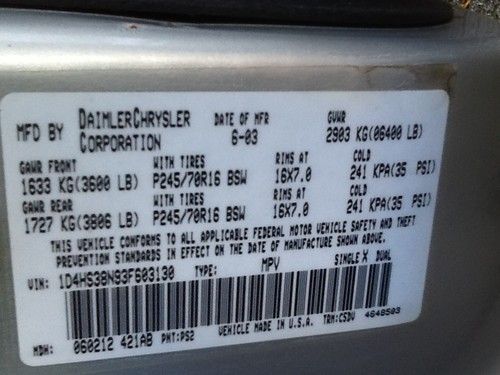 MFD BY DAIMLERCHRYSLER CORPORATION DATE OF MFR 6-03 GVWR 2903 KG(06400 LB)
GAWR FRONT WITH TIRES RIMS AT COLD
1633 KG(3600 LB) P245/70R16 BSW 16X7.0 241 KPA(35 PSI)
GAWR REAR WITH TIRES RIMS AT COLD
1727 KG(3806 LB) P245/70R16 BSW 16X7.0 241 KPA(35 PSI)
THIS VEHICLE CONFORMS TO ALL APPLICABLE FEDERAL MOTOR VEHICLE SAFETY AND THEFT
PREVENTION STANDARDS IN EFFECT ON THE DATE OF MANUFACTURE SHOWN ABOVE.
VIN: 1D4HS38N93F603130 TYPE: MPV SINGLE X DUAL
MDH: 060212 421AB PNT:PS2 VEHICLE MADE IN U.S.A. TRM:CSDV 4648503